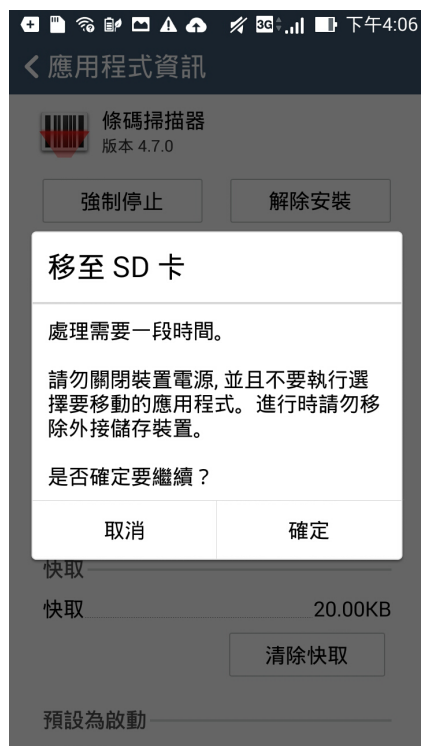 3G 下午4:06
應用程式資訊
條碼掃描器
版本 4.7.0
強制停止 解除安裝
移至 SD 卡
處理需要一段時間。
請勿關閉裝置電源, 並且不要執行選
擇要移動的應用程式。進行時請勿移
除外接儲存裝置。
是否確定要繼續？
取消 確定
快取
快取 20.00KB
清除快取
預設為啟動